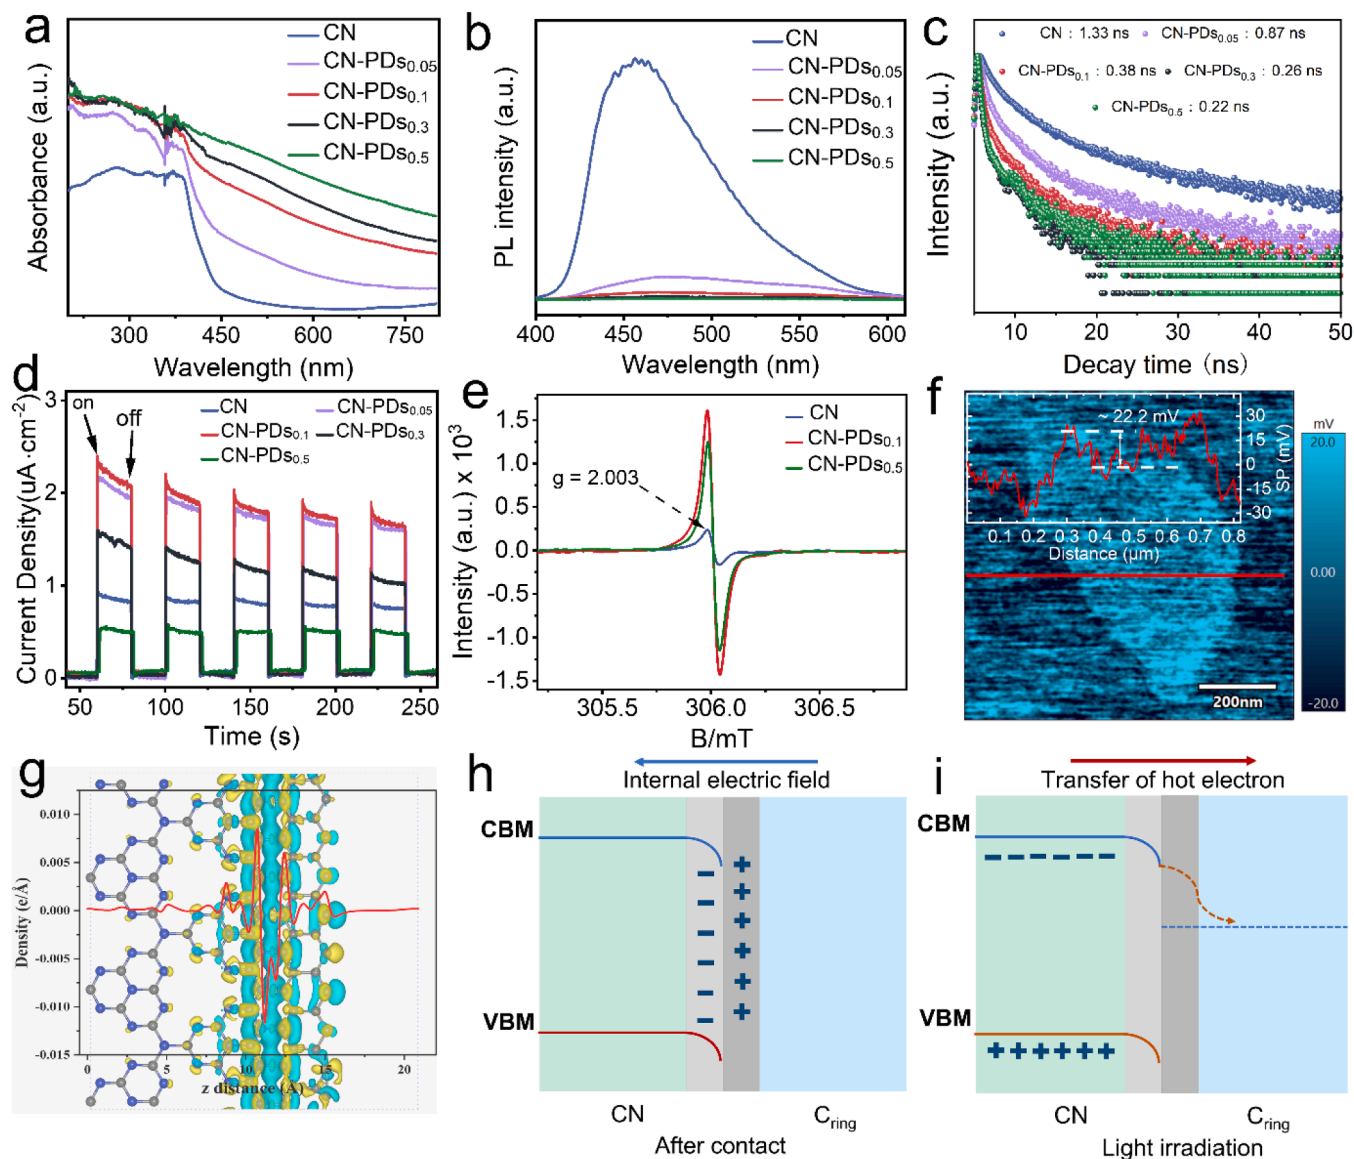 a
CN
CN-PDs0.05
CN-PDs0.1
CN-PDs0.3
CN-PDs0.5
Absorbance (a.u.)
300 450 600 750
Wavelength (nm)
b
CN
CN-PDs0.05
CN-PDs0.1
CN-PDs0.3
CN-PDs0.5
PL intensity (a.u.)
400 450 500 550 600
Wavelength (nm)
c
CN : 1.33 ns CN-PDs0.05 : 0.87 ns
CN-PDs0.1 : 0.38 ns CN-PDs0.3 : 0.26 ns
CN-PDs0.5 : 0.22 ns
Intensity (a.u.)
10 20 30 40 50
Decay time (ns)
d
on off
CN CN-PDs0.05
CN-PDs0.1 CN-PDs0.3
CN-PDs0.5
Current Density(uA·cm⁻²)
3
2
1
0
50 100 150 200 250
Time (s)
e
CN
CN-PDs0.1
CN-PDs0.5
g = 2.003
Intensity (a.u.) x 10³
1.5
1.0
0.5
0.0
-0.5
-1.0
-1.5
305.5 306.0 306.5
B/mT
f
~ 22.2 mV
30
15
0
-15
-30
SP (mV)
0.1 0.2 0.3 0.4 0.5 0.6 0.7 0.8
Distance (μm)
mV
20.0
0.00
-20.0
200nm
g
0.010
0.005
0.000
-0.005
-0.010
-0.015
Density (e/Å)
0 5 10 15 20
z distance (Å)
h
Internal electric field
CBM
VBM
CN Cring
After contact
i
Transfer of hot electron
CBM
VBM
CN Cring
Light irradiation